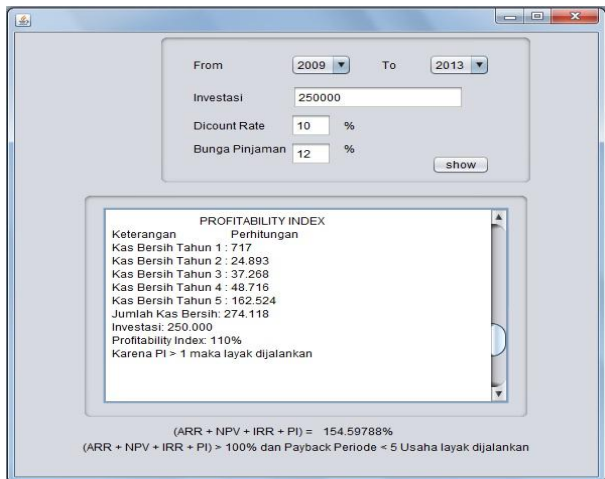 From 2009 To 2013
Investasi 250000
Dicount Rate 10 %
Bunga Pinjaman 12 %
show
PROFITABILITY INDEX
Keterangan Perhitungan
Kas Bersih Tahun 1 : 717
Kas Bersih Tahun 2 : 24.893
Kas Bersih Tahun 3 : 37.268
Kas Bersih Tahun 4 : 48.716
Kas Bersih Tahun 5 : 162.524
Jumlah Kas Bersih: 274.118
Investasi: 250.000
Profitability Index: 110%
Karena PI > 1 maka layak dijalankan
(ARR + NPV + IRR + PI) = 154.59788%
(ARR + NPV + IRR + PI) > 100% dan Payback Periode < 5 Usaha layak dijalankan